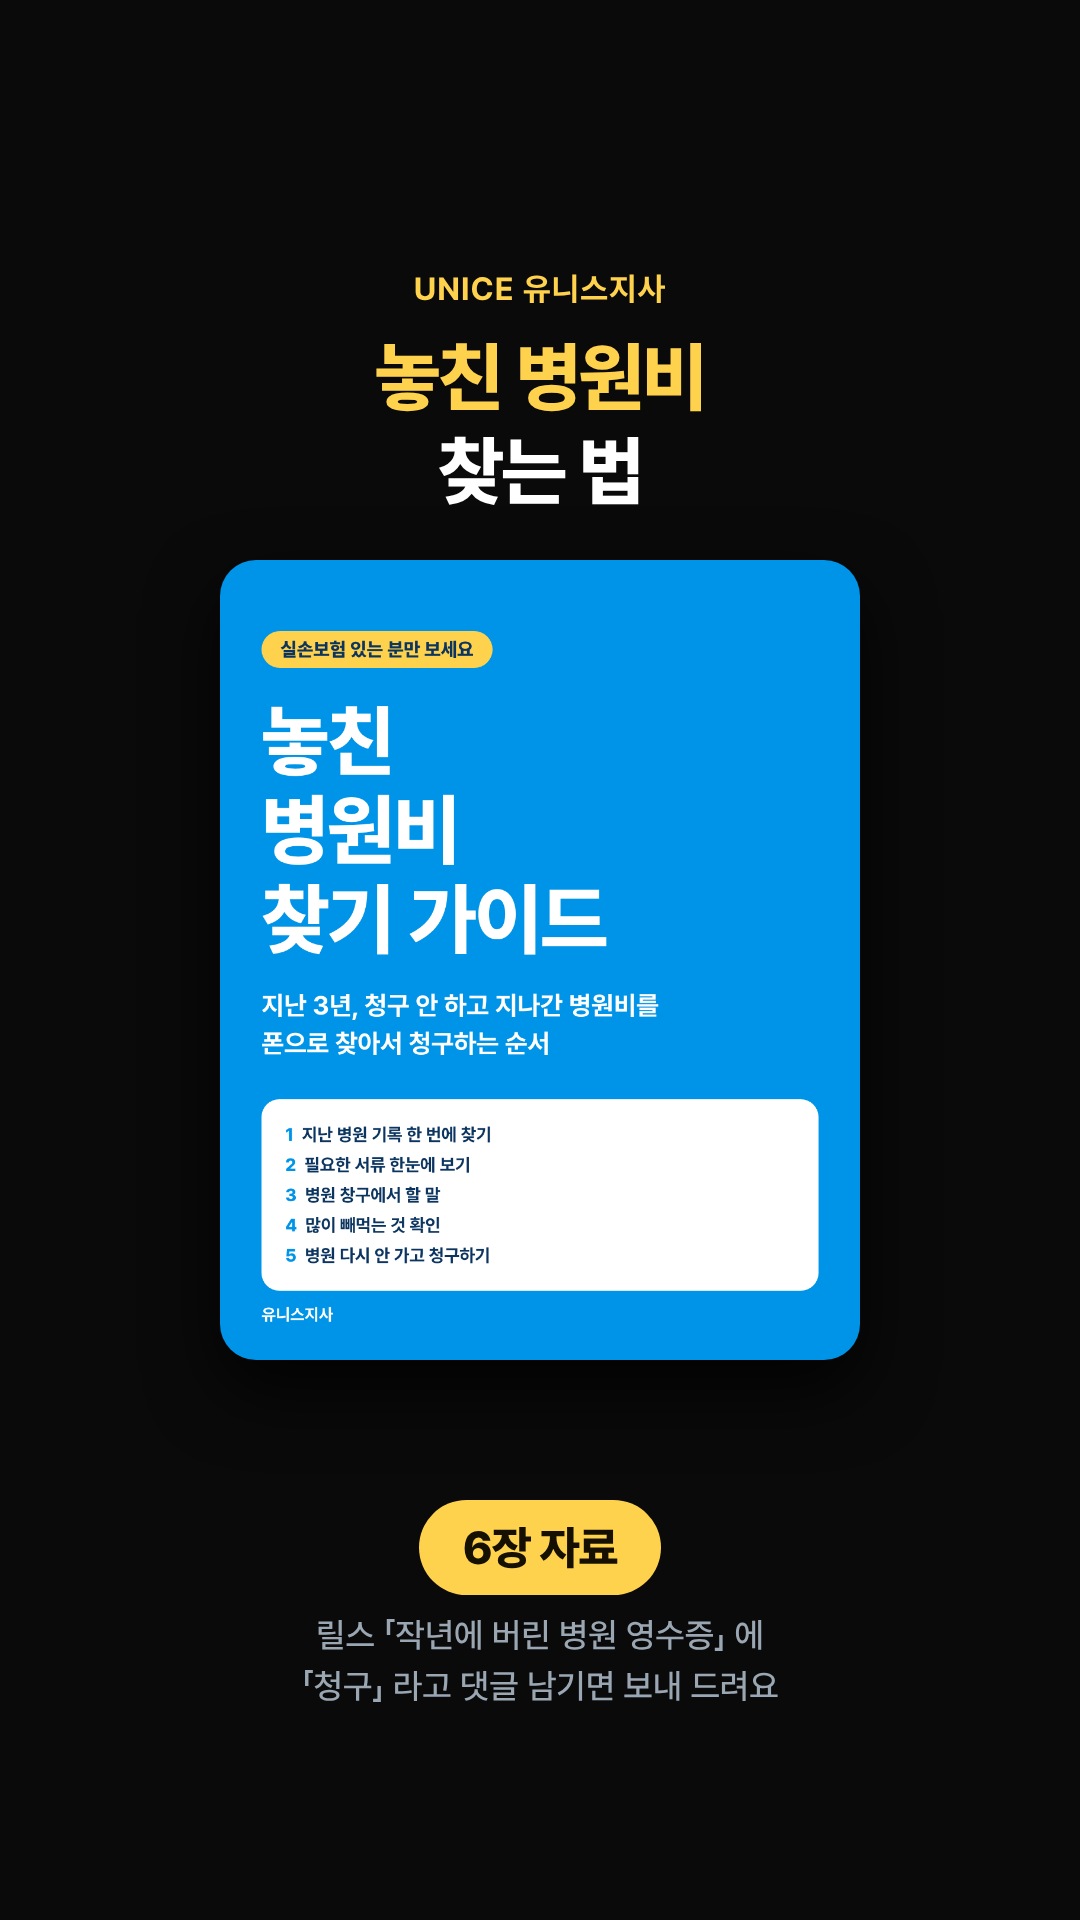 UNICE 유니스지사
놓친 병원비
찾는 법
실손보험 있는 분만 보세요
놓친
병원비
찾기 가이드
지난 3년, 청구 안 하고 지나간 병원비를
폰으로 찾아서 청구하는 순서
1 지난 병원 기록 한 번에 찾기
2 필요한 서류 한눈에 보기
3 병원 창구에서 할 말
4 많이 빼먹는 것 확인
5 병원 다시 안 가고 청구하기
유니스지사
6장 자료
릴스 「작년에 버린 병원 영수증」 에
「청구」 라고 댓글 남기면 보내 드려요